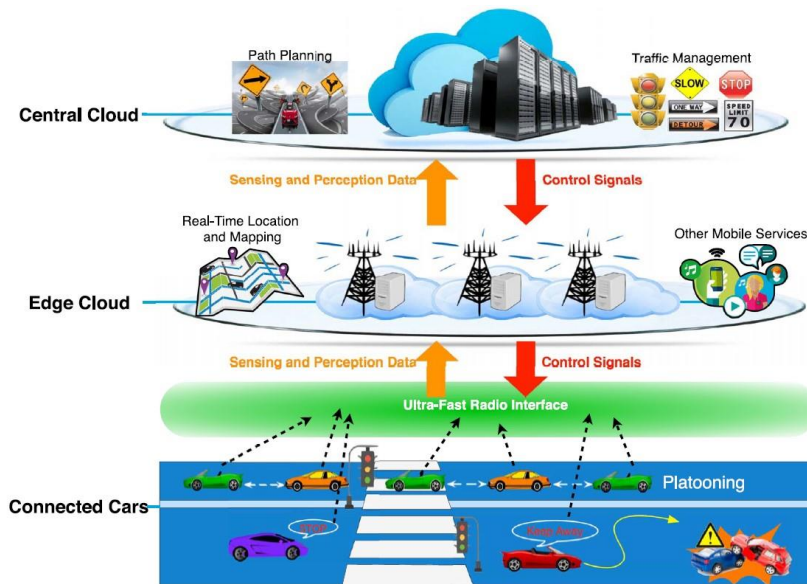 Path Planning
Traffic Management
SLOW
STOP
ONE WAY
DETOUR
SPEED
LIMIT
70
Central Cloud
Sensing and Perception Data
Control Signals
Real-Time Location
and Mapping
Other Mobile Services
Edge Cloud
Sensing and Perception Data
Control Signals
Ultra-Fast Radio Interface
Platooning
Connected Cars
STOP
Keep Away